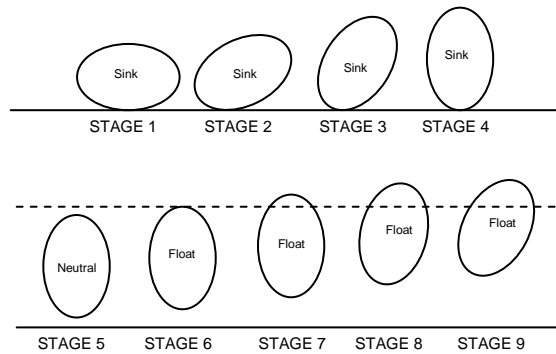 Sink Sink Sink Sink
STAGE 1 STAGE 2 STAGE 3 STAGE 4
Neutral Float Float Float Float
STAGE 5 STAGE 6 STAGE 7 STAGE 8 STAGE 9